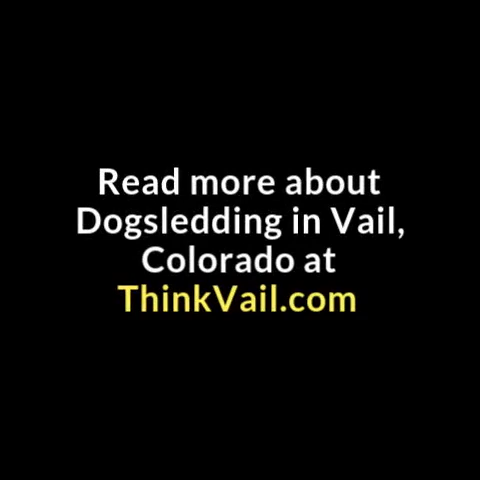 Read more about
Dogsledding in Vail,
Colorado at
ThinkVail.com